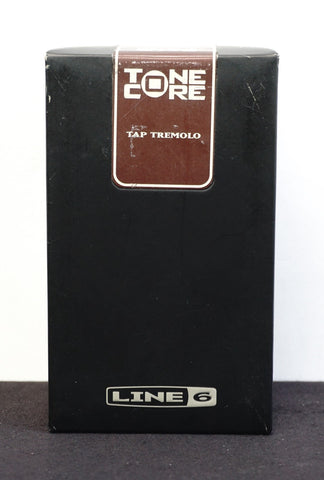 TONE
CORE
TAP TREMOLO
LINE 6